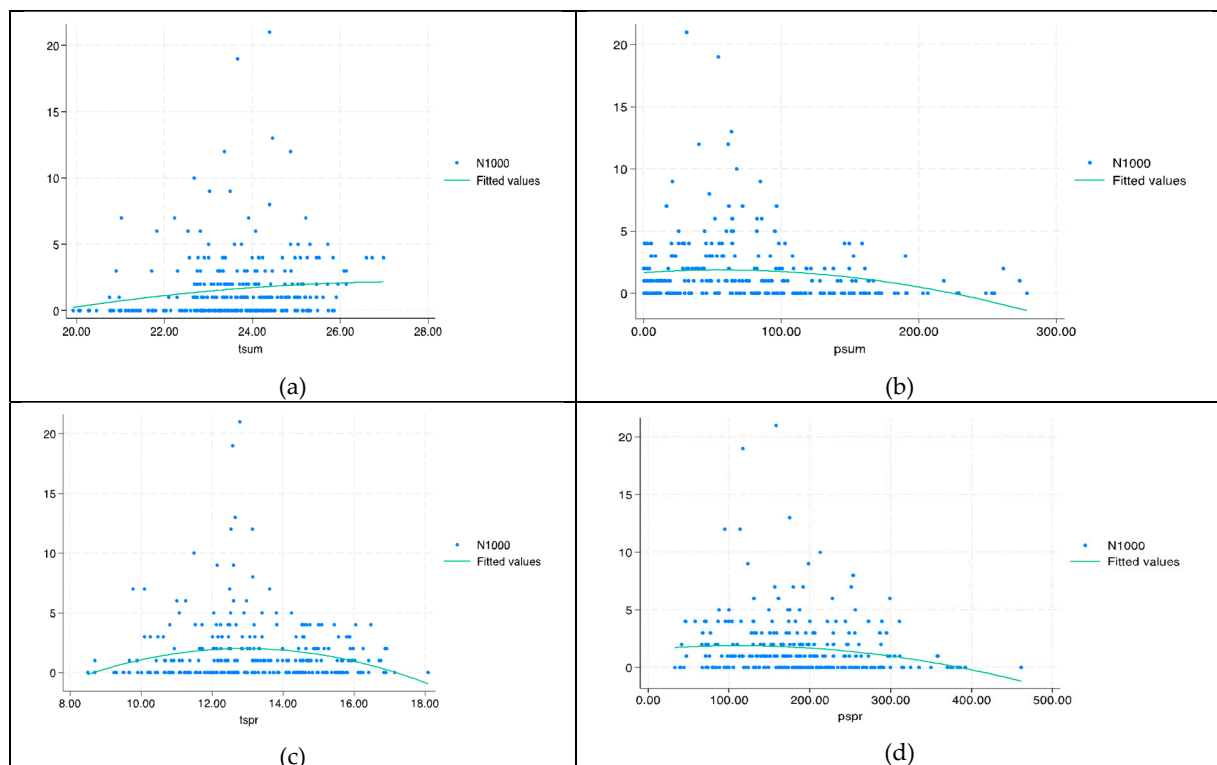 20
15
10
5
0
20.00 22.00 24.00 26.00 28.00
tsum
N1000
Fitted values
(a)
20
15
10
5
0
0.00 100.00 200.00 300.00
psum
N1000
Fitted values
(b)
20
15
10
5
0
8.00 10.00 12.00 14.00 16.00 18.00
tspr
N1000
Fitted values
(c)
20
15
10
5
0
0.00 100.00 200.00 300.00 400.00 500.00
pspr
N1000
Fitted values
(d)